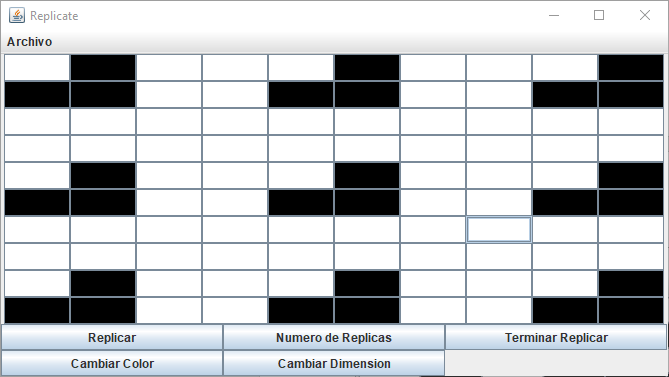 Replicate
Archivo
Replicar Numero de Replicas Terminar Replicar
Cambiar Color Cambiar Dimension